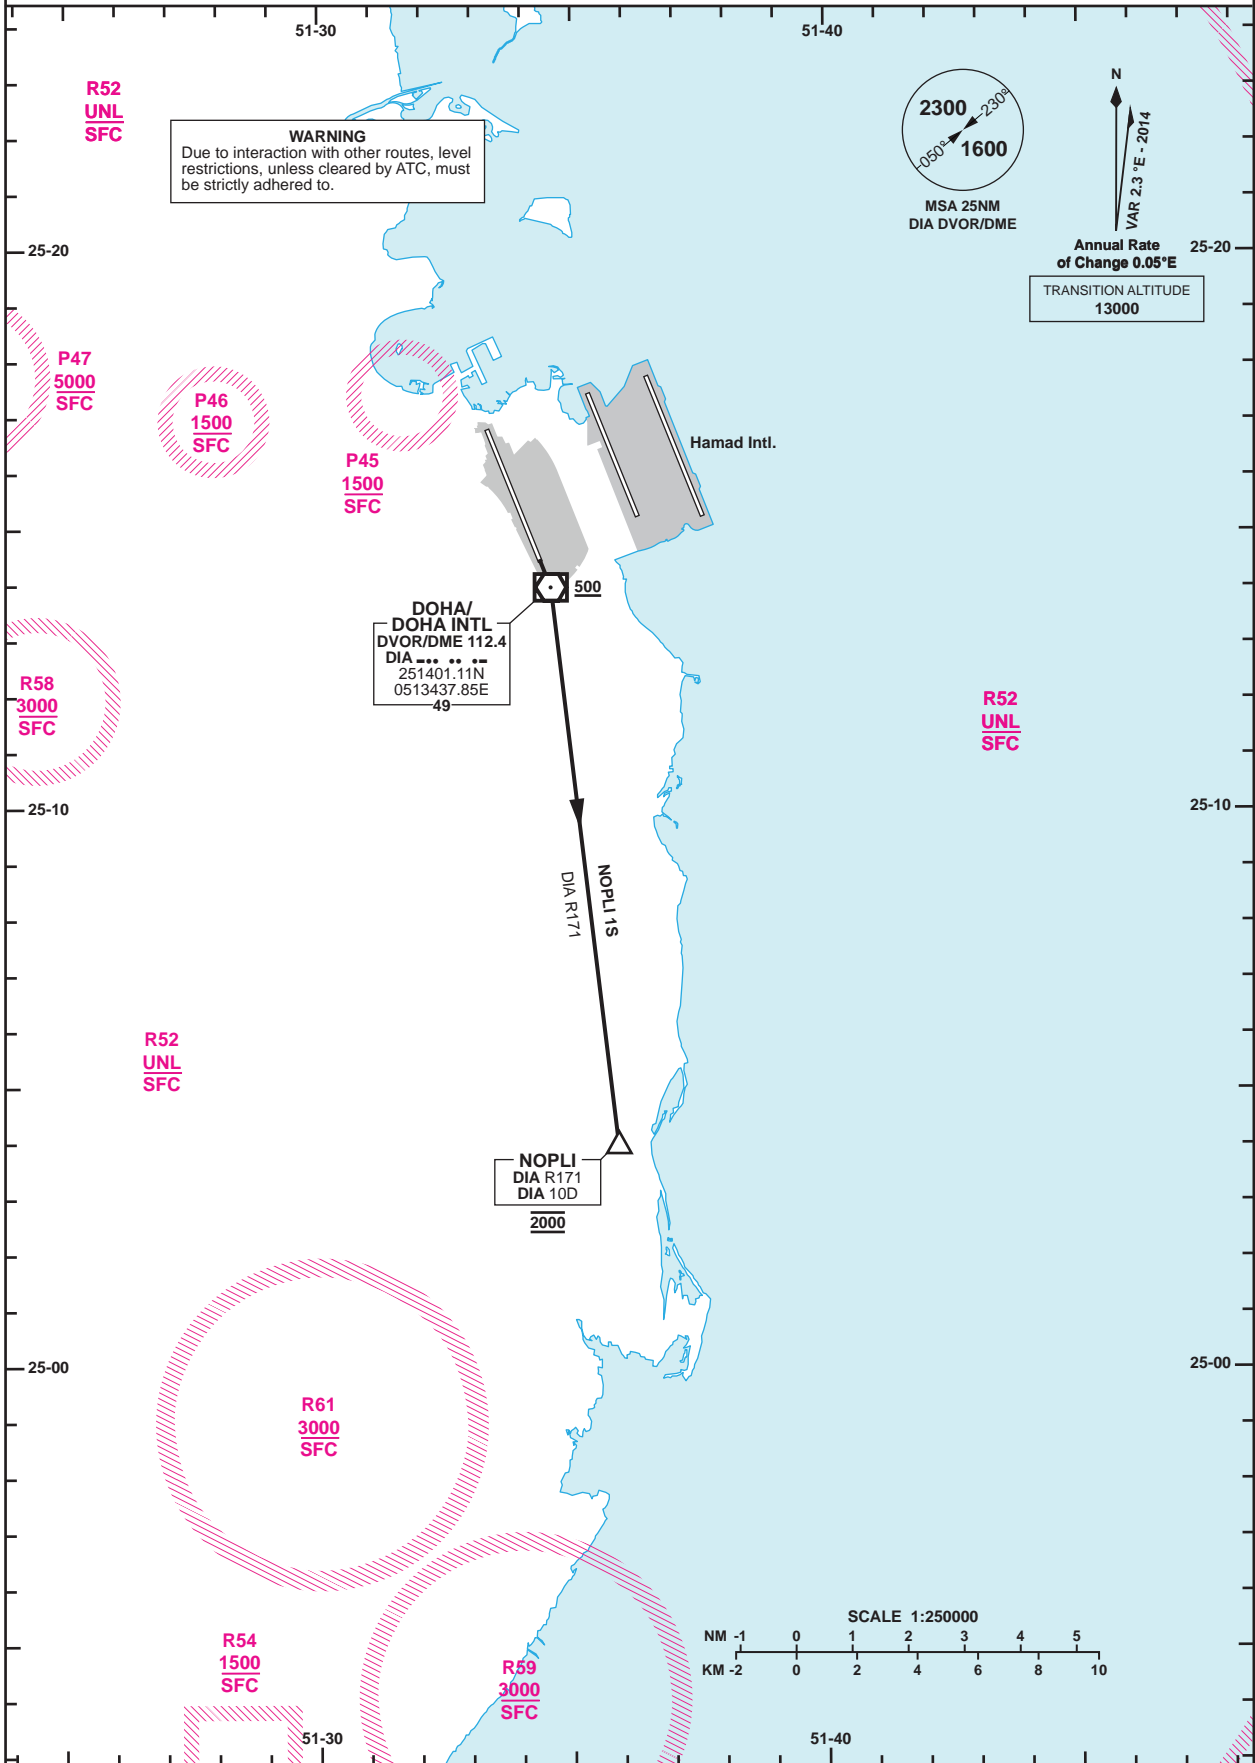 51-30
51-40
R52
UNL
SFC
WARNING
Due to interaction with other routes, level
restrictions, unless cleared by ATC, must
be strictly adhered to.
2300
230°
050°
1600
MSA 25NM
DIA DVOR/DME
N
VAR 2.3 °E - 2014
Annual Rate
of Change 0.05°E
TRANSITION ALTITUDE
13000
25-20
25-20
P47
5000
SFC
P46
1500
SFC
P45
1500
SFC
Hamad Intl.
500
DOHA/
DOHA INTL
DVOR/DME 112.4
DIA
251401.11N
0513437.85E
49
R58
3000
SFC
R52
UNL
SFC
25-10
25-10
NOPLI 1S
DIA R171
R52
UNL
SFC
NOPLI
DIA R171
DIA 10D
2000
25-00
25-00
R61
3000
SFC
R54
1500
SFC
R59
3000
SFC
SCALE 1:250000
NM -1 0 1 2 3 4 5
KM -2 0 2 4 6 8 10
51-30
51-40